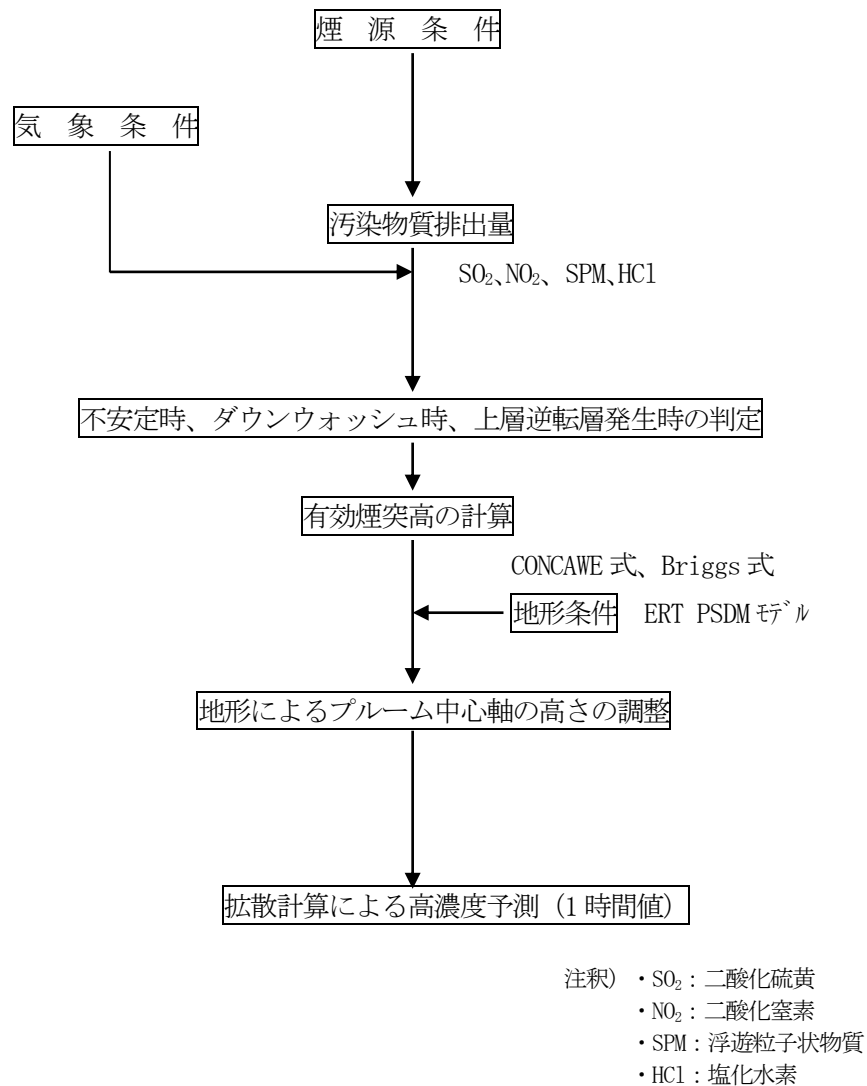 煙 源 条 件
気 象 条 件
汚染物質排出量
SO₂、NO₂、SPM、HCl
不安定時、ダウンウォッシュ時、上層逆転層発生時の判定
有効煙突高の計算
CONCAWE 式、Briggs 式
地形条件 ERT PSDM ﾓﾃﾞﾙ
地形によるプルーム中心軸の高さの調整
拡散計算による高濃度予測（1 時間値）
注釈）・SO₂：二酸化硫黄
・NO₂：二酸化窒素
・SPM：浮遊粒子状物質
・HCl：塩化水素